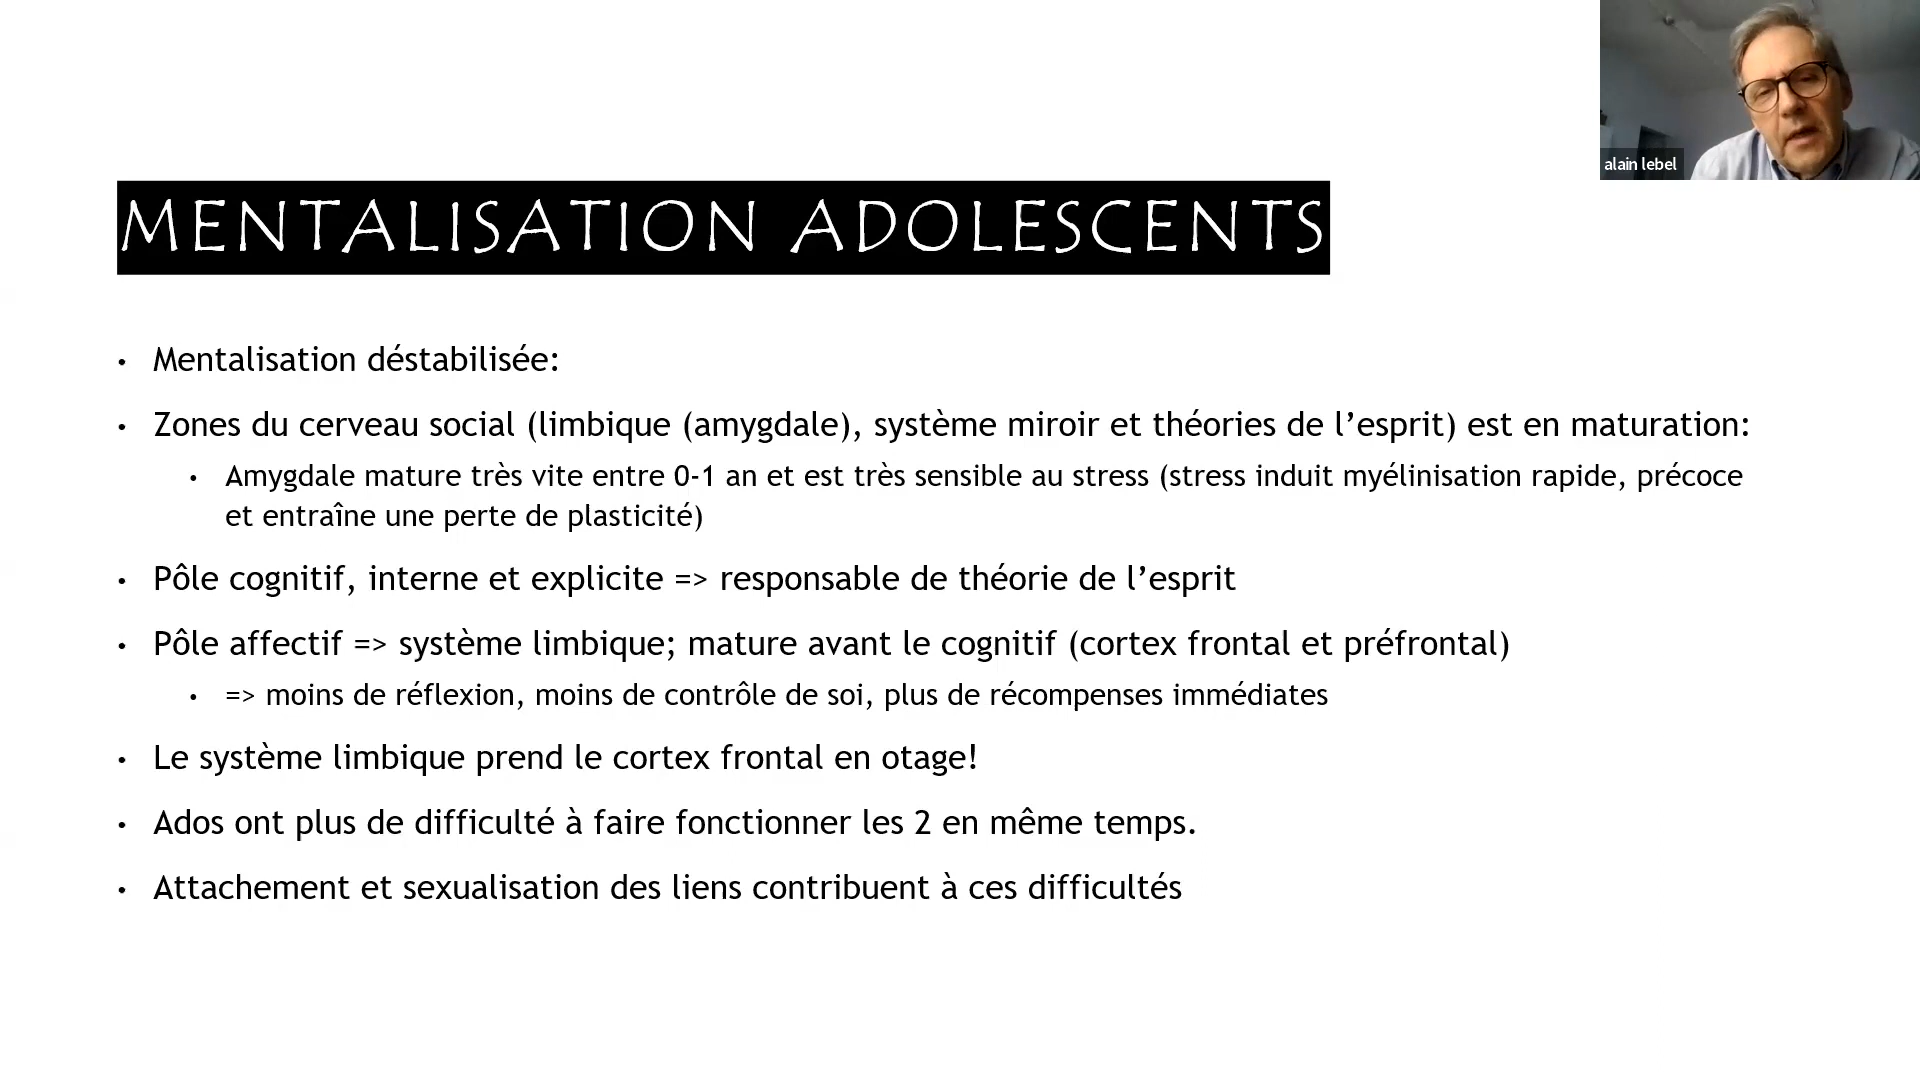 alain lebel
MENTALISATION ADOLESCENTS
• Mentalisation déstabilisée:
• Zones du cerveau social (limbique (amygdale), système miroir et théories de l’esprit) est en maturation:
• Amygdale mature très vite entre 0-1 an et est très sensible au stress (stress induit myélinisation rapide, précoce
et entraîne une perte de plasticité)
• Pôle cognitif, interne et explicite => responsable de théorie de l’esprit
• Pôle affectif => système limbique; mature avant le cognitif (cortex frontal et préfrontal)
• => moins de réflexion, moins de contrôle de soi, plus de récompenses immédiates
• Le système limbique prend le cortex frontal en otage!
• Ados ont plus de difficulté à faire fonctionner les 2 en même temps.
• Attachement et sexualisation des liens contribuent à ces difficultés